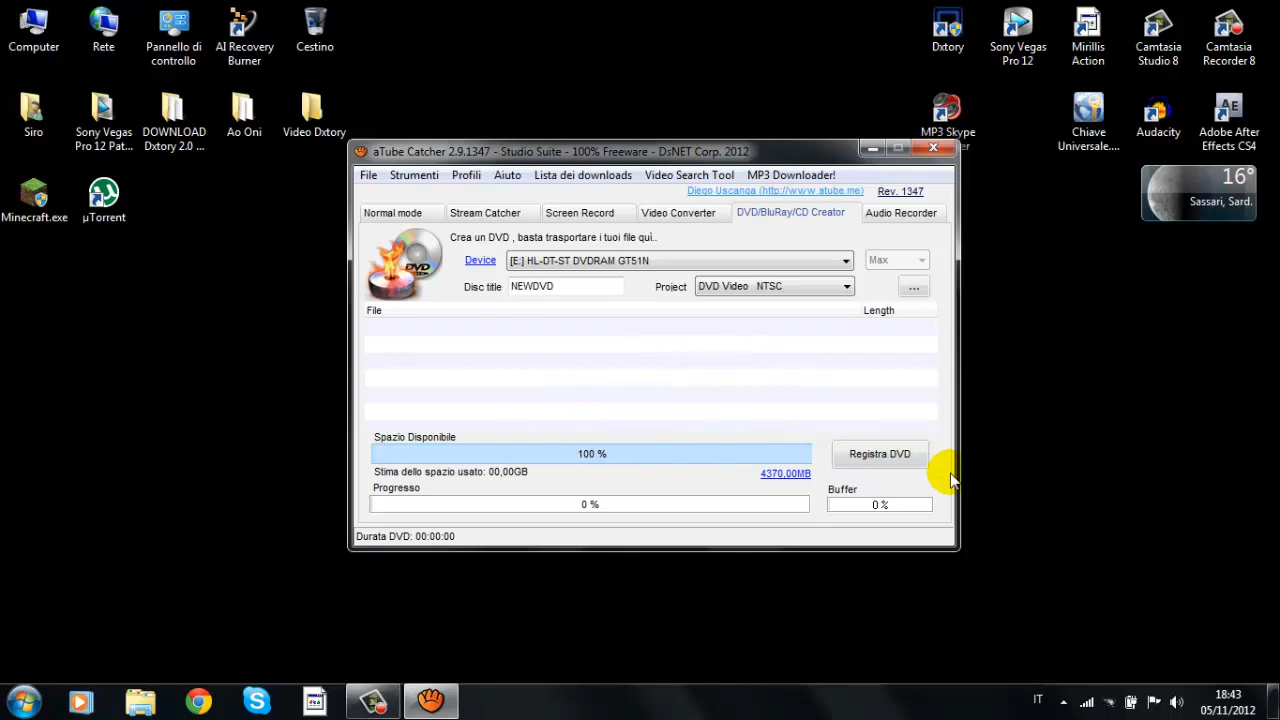 Computer
Rete
Pannello di controllo
AI Recovery Burner
Cestino
Dxtory
Sony Vegas Pro 12
Mirillis Action
Camtasia Studio 8
Camtasia Recorder 8
Siro
Sony Vegas Pro 12 Pat...
DOWNLOAD Dxtory 2.0 ...
Ao Oni
Video Dxtory
MP3 Skype
Chiave Universale....
Audacity
Adobe After Effects CS4
Minecraft.exe
µTorrent
16°
Sassari, Sard.
aTube Catcher 2.9.1347 - Studio Suite - 100% Freeware - DsNET Corp. 2012
File Strumenti Profili Aiuto Lista dei downloads Video Search Tool MP3 Downloader!
Diego Uscanga (http://www.atube.me) Rev. 1347
Normal mode Stream Catcher Screen Record Video Converter DVD/BluRay/CD Creator Audio Recorder
Crea un DVD , basta trasportare i tuoi file quì..
DVD
Device [E:] HL-DT-ST DVDRAM GT51N Max
Disc title NEWDVD Project DVD Video NTSC ...
File Length
Spazio Disponibile
100 %
Registra DVD
Stima dello spazio usato: 00,00GB 4370,00MB
Progresso Buffer
0 % 0 %
Durata DVD: 00:00:00
IT
18:43
05/11/2012